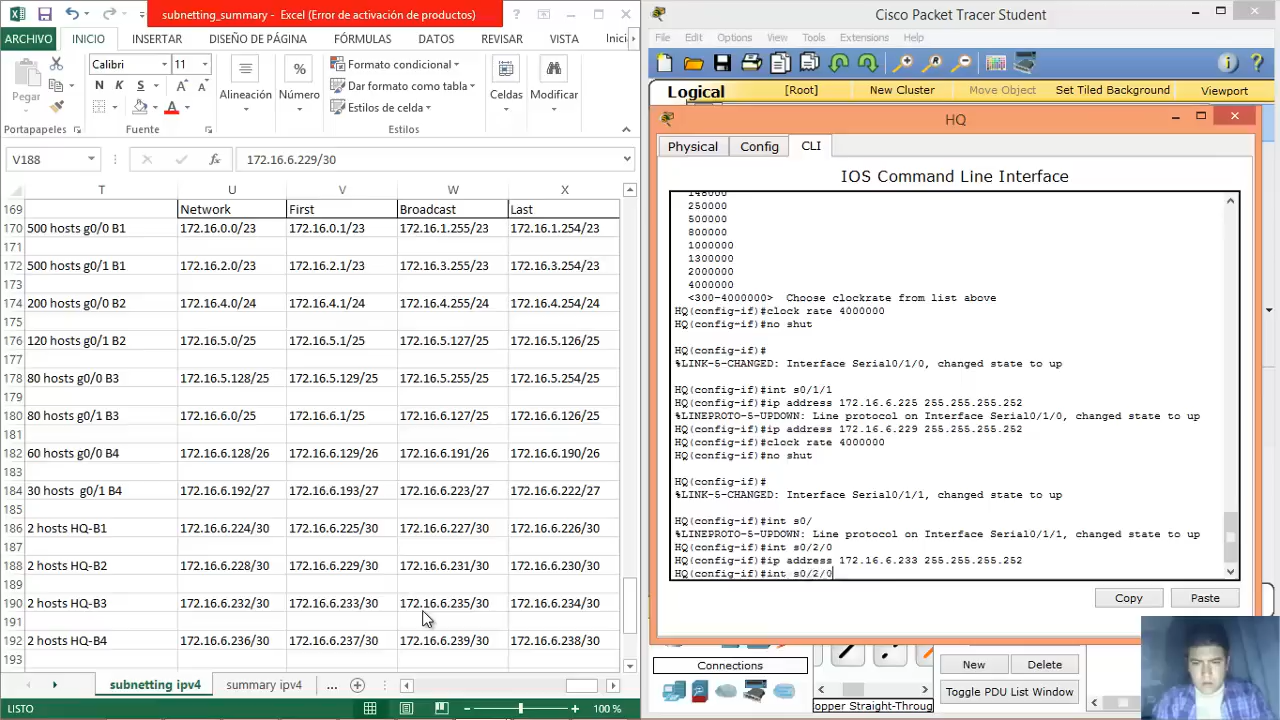 subnetting_summary - Excel (Error de activación de productos)
ARCHIVO INICIO INSERTAR DISEÑO DE PÁGINA FÓRMULAS DATOS REVISAR VISTA Inicia
Pegar
Calibri 11
N K S
A A
Alineación
Número
Formato condicional
Dar formato como tabla
Estilos de celda
Celdas
Modificar
Portapapeles Fuente Estilos
V188 fx 172.16.6.229/30
T U V W X
169 Network First Broadcast Last
170 500 hosts g0/0 B1 172.16.0.0/23 172.16.0.1/23 172.16.1.255/23 172.16.1.254/23
171
172 500 hosts g0/1 B1 172.16.2.0/23 172.16.2.1/23 172.16.3.255/23 172.16.3.254/23
173
174 200 hosts g0/0 B2 172.16.4.0/24 172.16.4.1/24 172.16.4.255/24 172.16.4.254/24
175
176 120 hosts g0/1 B2 172.16.5.0/25 172.16.5.1/25 172.16.5.127/25 172.16.5.126/25
177
178 80 hosts g0/0 B3 172.16.5.128/25 172.16.5.129/25 172.16.5.255/25 172.16.5.254/25
179
180 80 hosts g0/1 B3 172.16.6.0/25 172.16.6.1/25 172.16.6.127/25 172.16.6.126/25
181
182 60 hosts g0/0 B4 172.16.6.128/26 172.16.6.129/26 172.16.6.191/26 172.16.6.190/26
183
184 30 hosts  g0/1 B4 172.16.6.192/27 172.16.6.193/27 172.16.6.223/27 172.16.6.222/27
185
186 2 hosts HQ-B1 172.16.6.224/30 172.16.6.225/30 172.16.6.227/30 172.16.6.226/30
187
188 2 hosts HQ-B2 172.16.6.228/30 172.16.6.229/30 172.16.6.231/30 172.16.6.230/30
189
190 2 hosts HQ-B3 172.16.6.232/30 172.16.6.233/30 172.16.6.235/30 172.16.6.234/30
191
192 2 hosts HQ-B4 172.16.6.236/30 172.16.6.237/30 172.16.6.239/30 172.16.6.238/30
193
subnetting ipv4 summary ipv4 ...
LISTO 100 %
Cisco Packet Tracer Student
File Edit Options View Tools Extensions Help
Logical [Root] New Cluster Move Object Set Tiled Background Viewport
HQ
Physical Config CLI
IOS Command Line Interface
148000
250000
500000
800000
1000000
1300000
2000000
4000000
<300-4000000> Choose clockrate from list above
HQ(config-if)#clock rate 4000000
HQ(config-if)#no shut
HQ(config-if)#
%LINK-5-CHANGED: Interface Serial0/1/0, changed state to up
HQ(config-if)#int s0/1/1
HQ(config-if)#ip address 172.16.6.225 255.255.255.252
%LINEPROTO-5-UPDOWN: Line protocol on Interface Serial0/1/0, changed state to up
HQ(config-if)#ip address 172.16.6.229 255.255.255.252
HQ(config-if)#clock rate 4000000
HQ(config-if)#no shut
HQ(config-if)#
%LINK-5-CHANGED: Interface Serial0/1/1, changed state to up
HQ(config-if)#int s0/
%LINEPROTO-5-UPDOWN: Line protocol on Interface Serial0/1/1, changed state to up
HQ(config-if)#int s0/2/0
HQ(config-if)#ip address 172.16.6.233 255.255.255.252
HQ(config-if)#int s0/2/0
Copy Paste
Connections
New Delete
Toggle PDU List Window
opper Straight-Throug